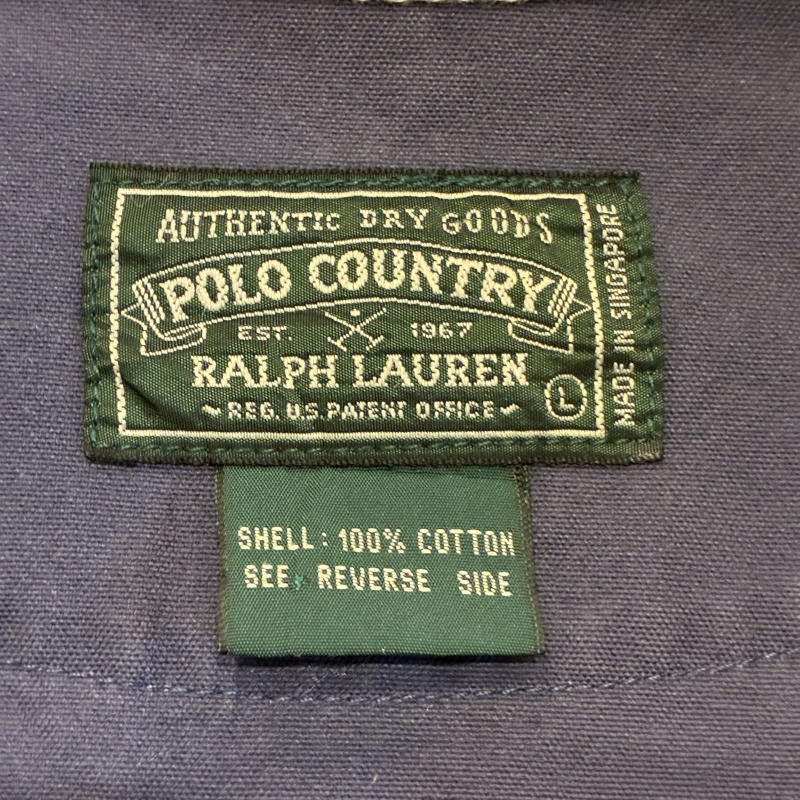 AUTHENTIC DRY GOODS
POLO COUNTRY
EST. 1967
RALPH LAUREN
REG. U.S. PATENT OFFICE
L
MADE IN SINGAPORE
SHELL: 100% COTTON
SEE REVERSE SIDE